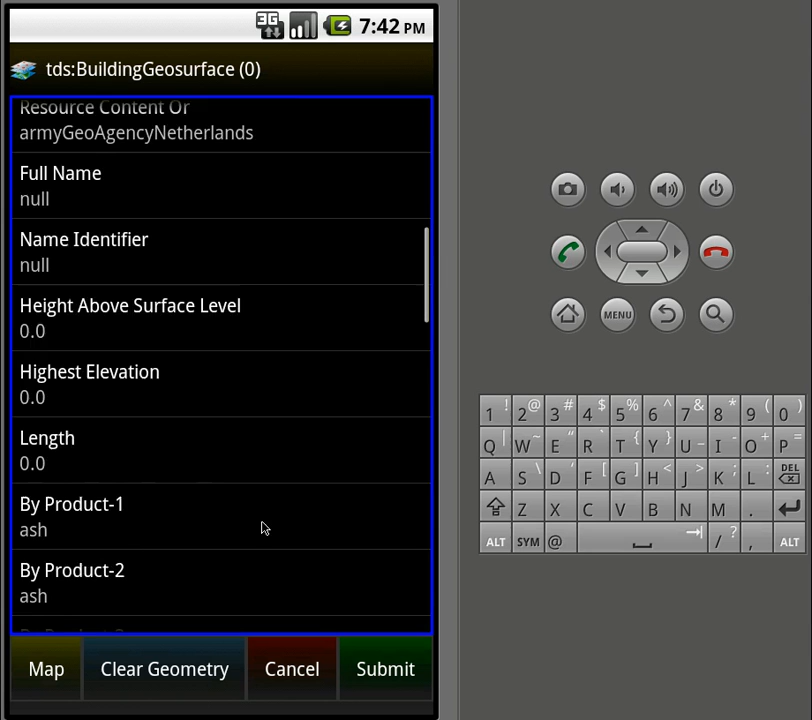 3G 7:42 PM
tds:BuildingGeosurface (0)
Resource Content Or
armyGeoAgencyNetherlands
Full Name
null
Name Identifier
null
Height Above Surface Level
0.0
Highest Elevation
0.0
Length
0.0
By Product-1
ash
By Product-2
ash
Map Clear Geometry Cancel Submit
MENU
1 ! 2 @ 3 # 4 $ 5 % 6 ^ 7 & 8 * 9 ( 0 )
Q | W ~ E “ R ` T { Y } U _ I - O + P =
A S \ D ' F [ G ] H < J > K ; L : DEL
Z X C V B N M .
ALT SYM @ / ? , ALT